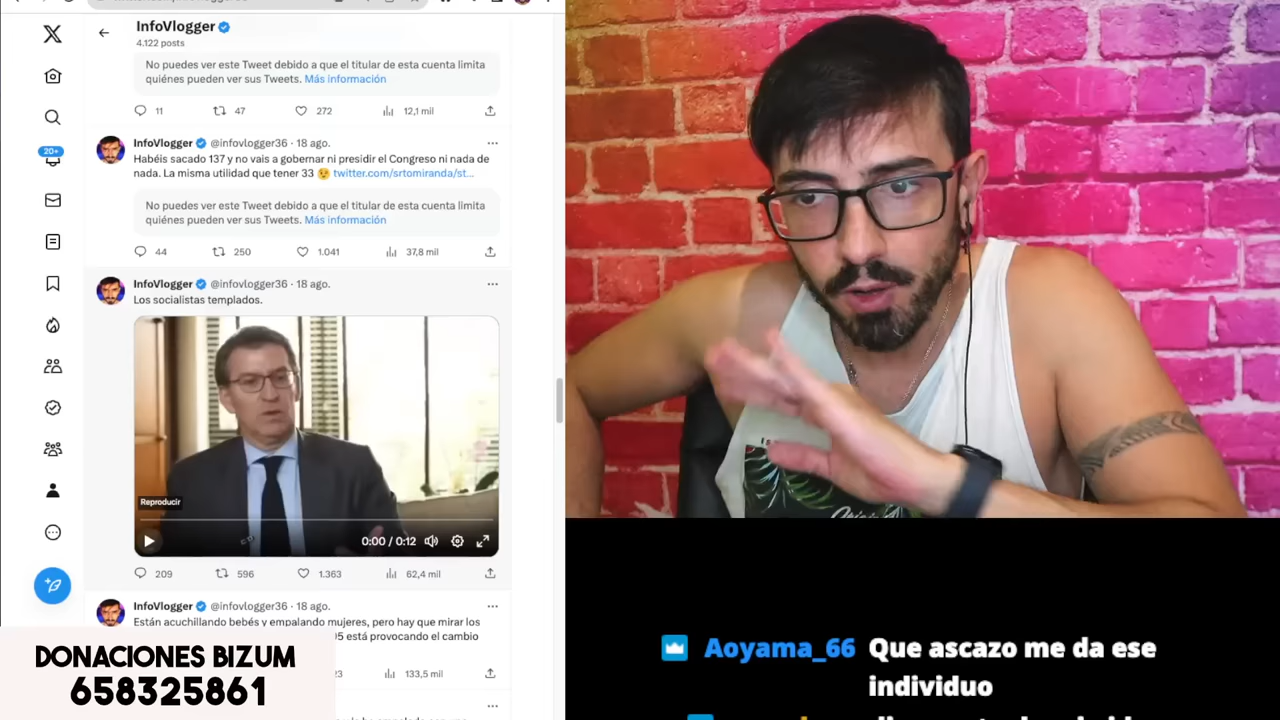 InfoVlogger
4.122 posts
No puedes ver este Tweet debido a que el titular de esta cuenta limita
quiénes pueden ver sus Tweets. Más información
11 47 272 12,1 mil
20+
InfoVlogger @infovlogger36 · 18 ago.
Habéis sacado 137 y no vais a gobernar ni presidir el Congreso ni nada de
nada. La misma utilidad que tener 33 😢 twitter.com/srtomiranda/st...
No puedes ver este Tweet debido a que el titular de esta cuenta limita
quiénes pueden ver sus Tweets. Más información
44 250 1.041 37,8 mil
InfoVlogger @infovlogger36 · 18 ago.
Los socialistas templados.
Reproducir
0:00 / 0:12
209 596 1.363 62,4 mil
InfoVlogger @infovlogger36 · 18 ago.
Están acuchillando bebés y empalando mujeres, pero hay que mirar los
está provocando el cambio
133,5 mil
DONACIONES BIZUM
658325861
Aoyama_66 Que ascazo me da ese
individuo